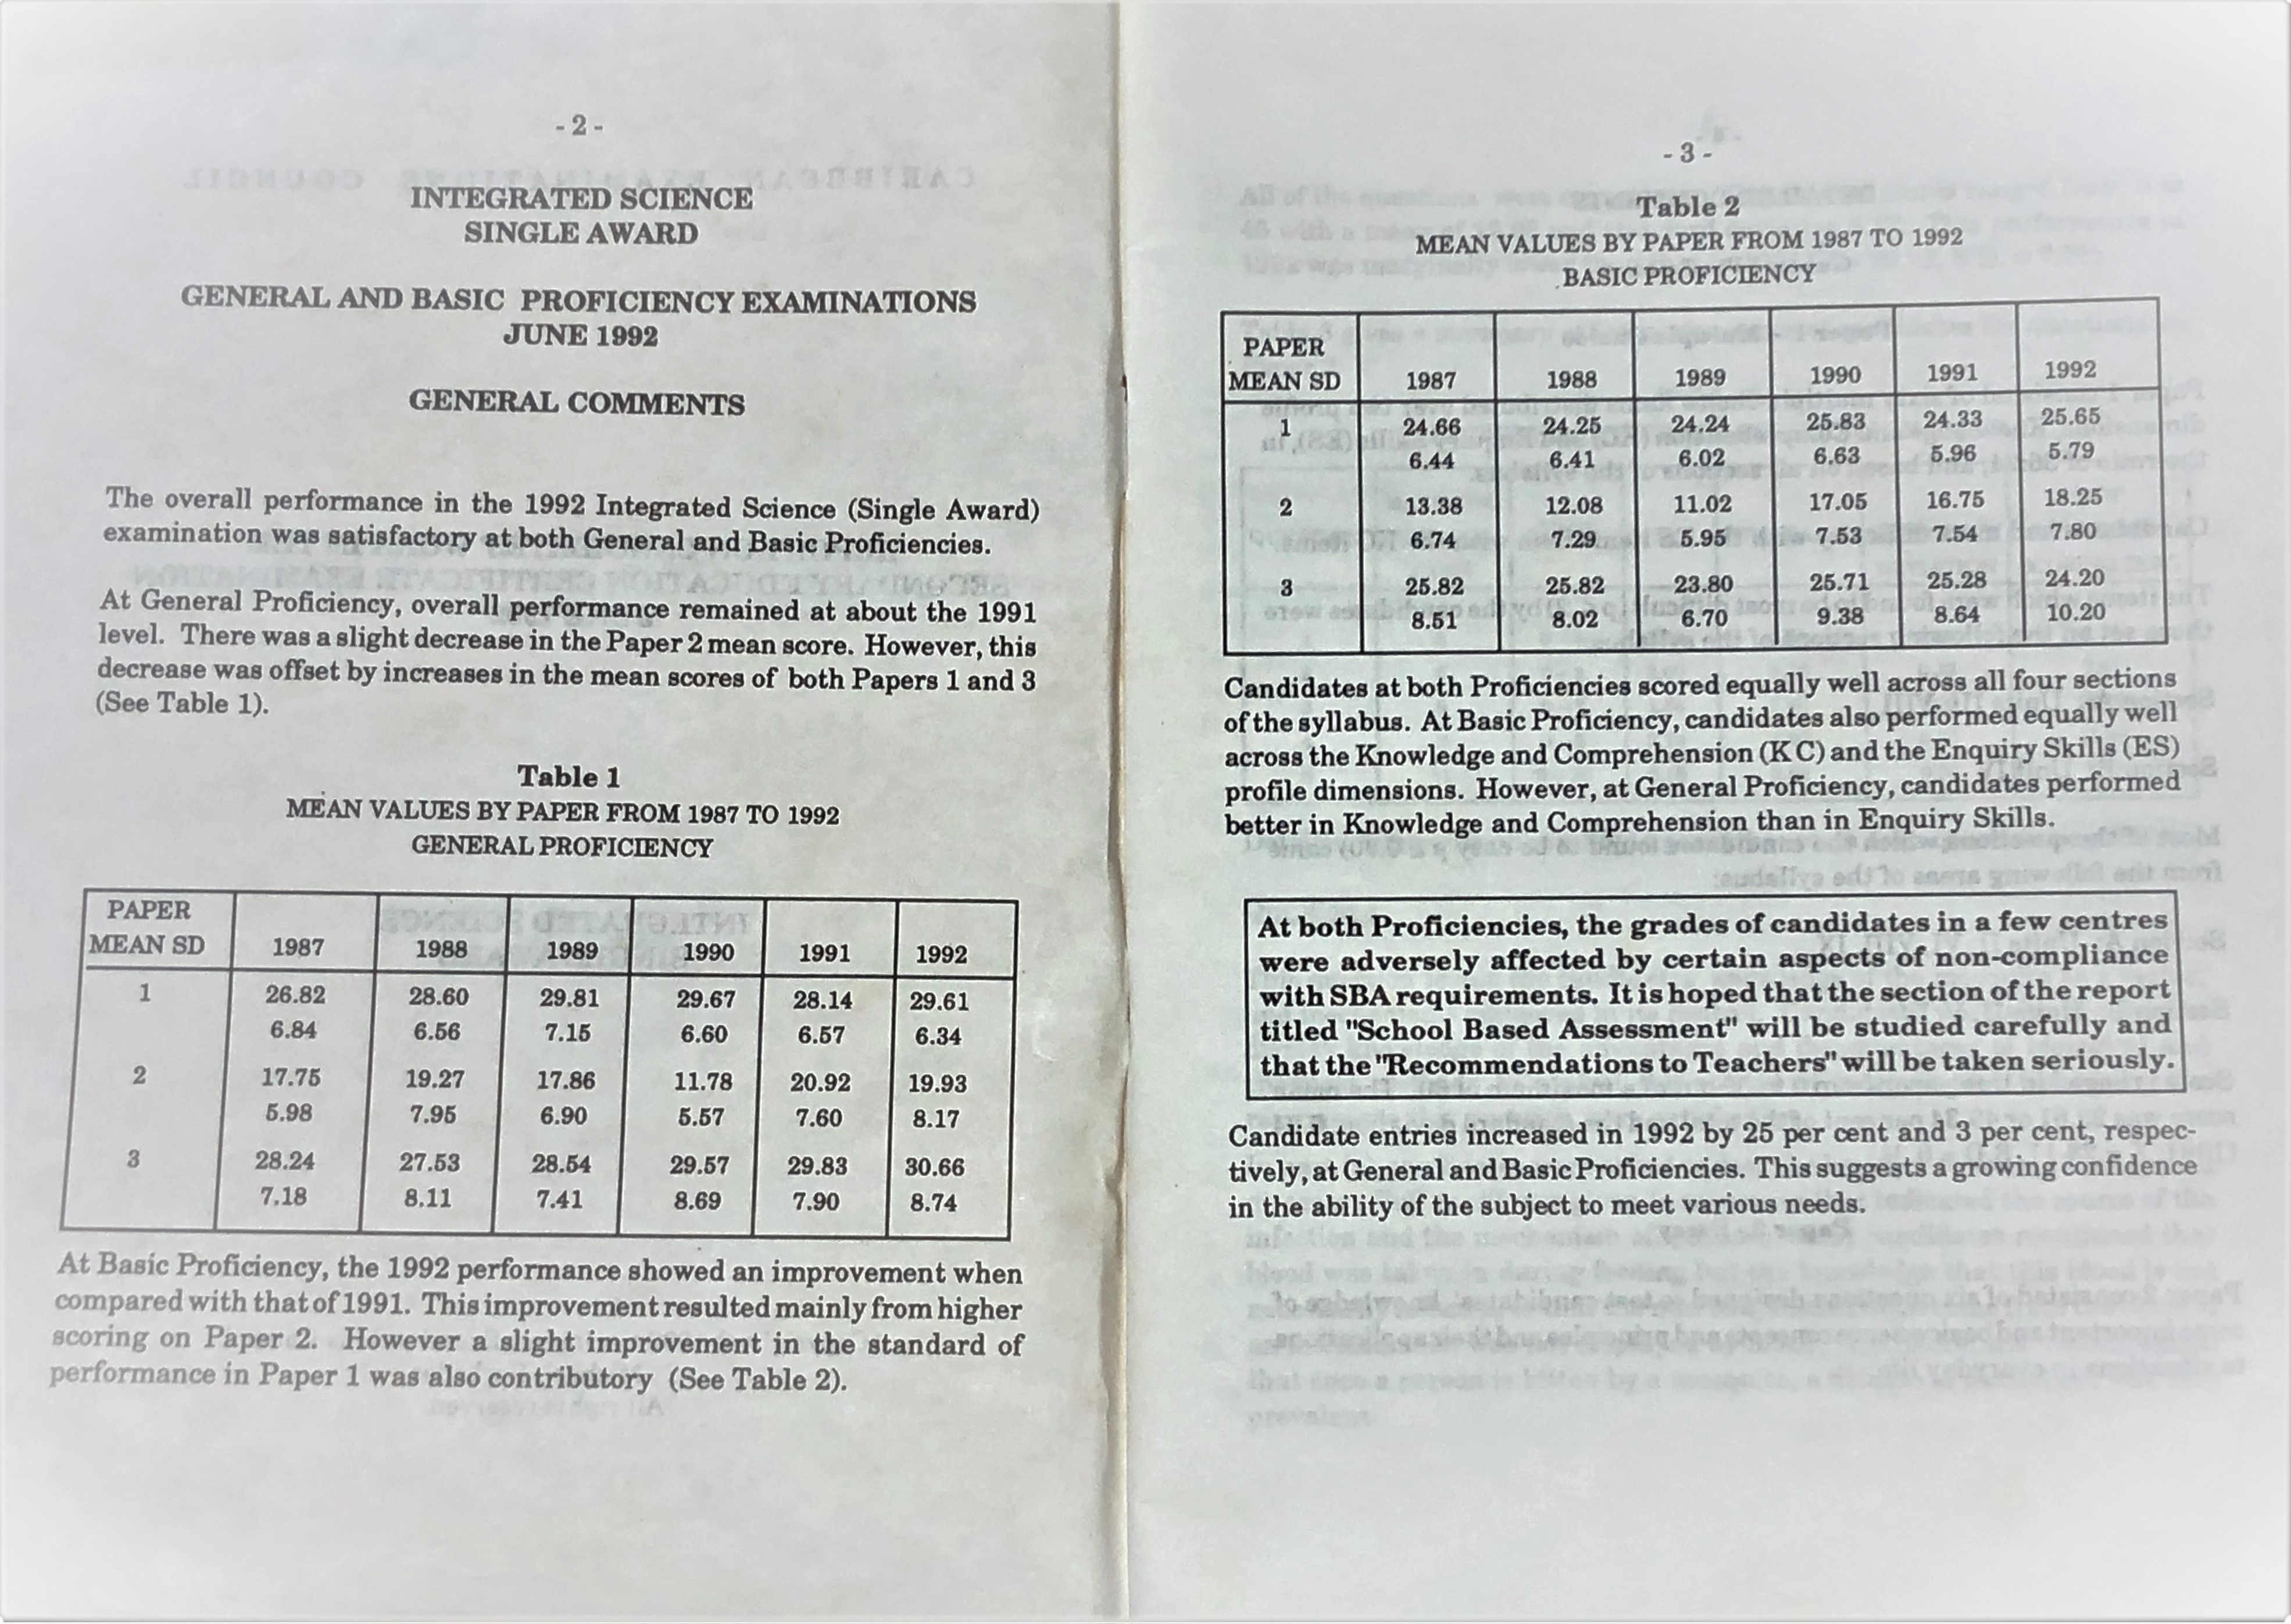 - 2 -
INTEGRATED SCIENCE
SINGLE AWARD
GENERAL AND BASIC PROFICIENCY EXAMINATIONS
JUNE 1992
GENERAL COMMENTS
The overall performance in the 1992 Integrated Science (Single Award)
examination was satisfactory at both General and Basic Proficiencies.
At General Proficiency, overall performance remained at about the 1991
level. There was a slight decrease in the Paper 2 mean score. However, this
decrease was offset by increases in the mean scores of both Papers 1 and 3
(See Table 1).
Table 1
MEAN VALUES BY PAPER FROM 1987 TO 1992
GENERAL PROFICIENCY
PAPER
MEAN SD 1987 1988 1989 1990 1991 1992
1 26.82 28.60 29.81 29.67 28.14 29.61
6.84 6.56 7.15 6.60 6.57 6.34
2 17.75 19.27 17.86 11.78 20.92 19.93
5.98 7.95 6.90 5.57 7.60 8.17
3 28.24 27.53 28.54 29.57 29.83 30.66
7.18 8.11 7.41 8.69 7.90 8.74
At Basic Proficiency, the 1992 performance showed an improvement when
compared with that of 1991. This improvement resulted mainly from higher
scoring on Paper 2. However a slight improvement in the standard of
performance in Paper 1 was also contributory (See Table 2).
- 3 -
Table 2
MEAN VALUES BY PAPER FROM 1987 TO 1992
BASIC PROFICIENCY
PAPER
MEAN SD 1987 1988 1989 1990 1991 1992
1 24.66 24.25 24.24 25.83 24.33 25.65
6.44 6.41 6.02 6.63 5.96 5.79
2 13.38 12.08 11.02 17.05 16.75 18.25
6.74 7.29 5.95 7.53 7.54 7.80
3 25.82 25.82 23.80 25.71 25.28 24.20
8.51 8.02 6.70 9.38 8.64 10.20
Candidates at both Proficiencies scored equally well across all four sections
of the syllabus. At Basic Proficiency, candidates also performed equally well
across the Knowledge and Comprehension (KC) and the Enquiry Skills (ES)
profile dimensions. However, at General Proficiency, candidates performed
better in Knowledge and Comprehension than in Enquiry Skills.
At both Proficiencies, the grades of candidates in a few centres
were adversely affected by certain aspects of non-compliance
with SBA requirements. It is hoped that the section of the report
titled "School Based Assessment" will be studied carefully and
that the "Recommendations to Teachers" will be taken seriously.
Candidate entries increased in 1992 by 25 per cent and 3 per cent, respec-
tively, at General and Basic Proficiencies. This suggests a growing confidence
in the ability of the subject to meet various needs.